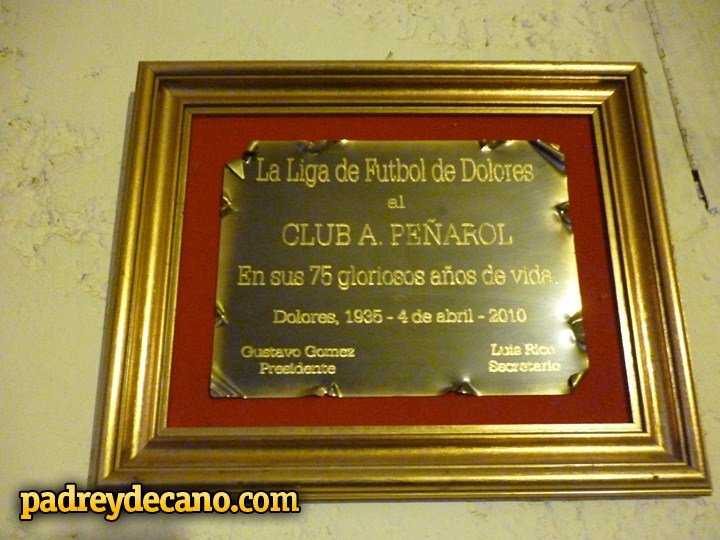 La Liga de Futbol de Dolores
al
CLUB A. PEÑAROL
En sus 75 gloriosos años de vida.
Dolores, 1935 - 4 de abril - 2010
Gustavo Gomez
Presidente
Luis Rico
Secretario
padreydecano.com